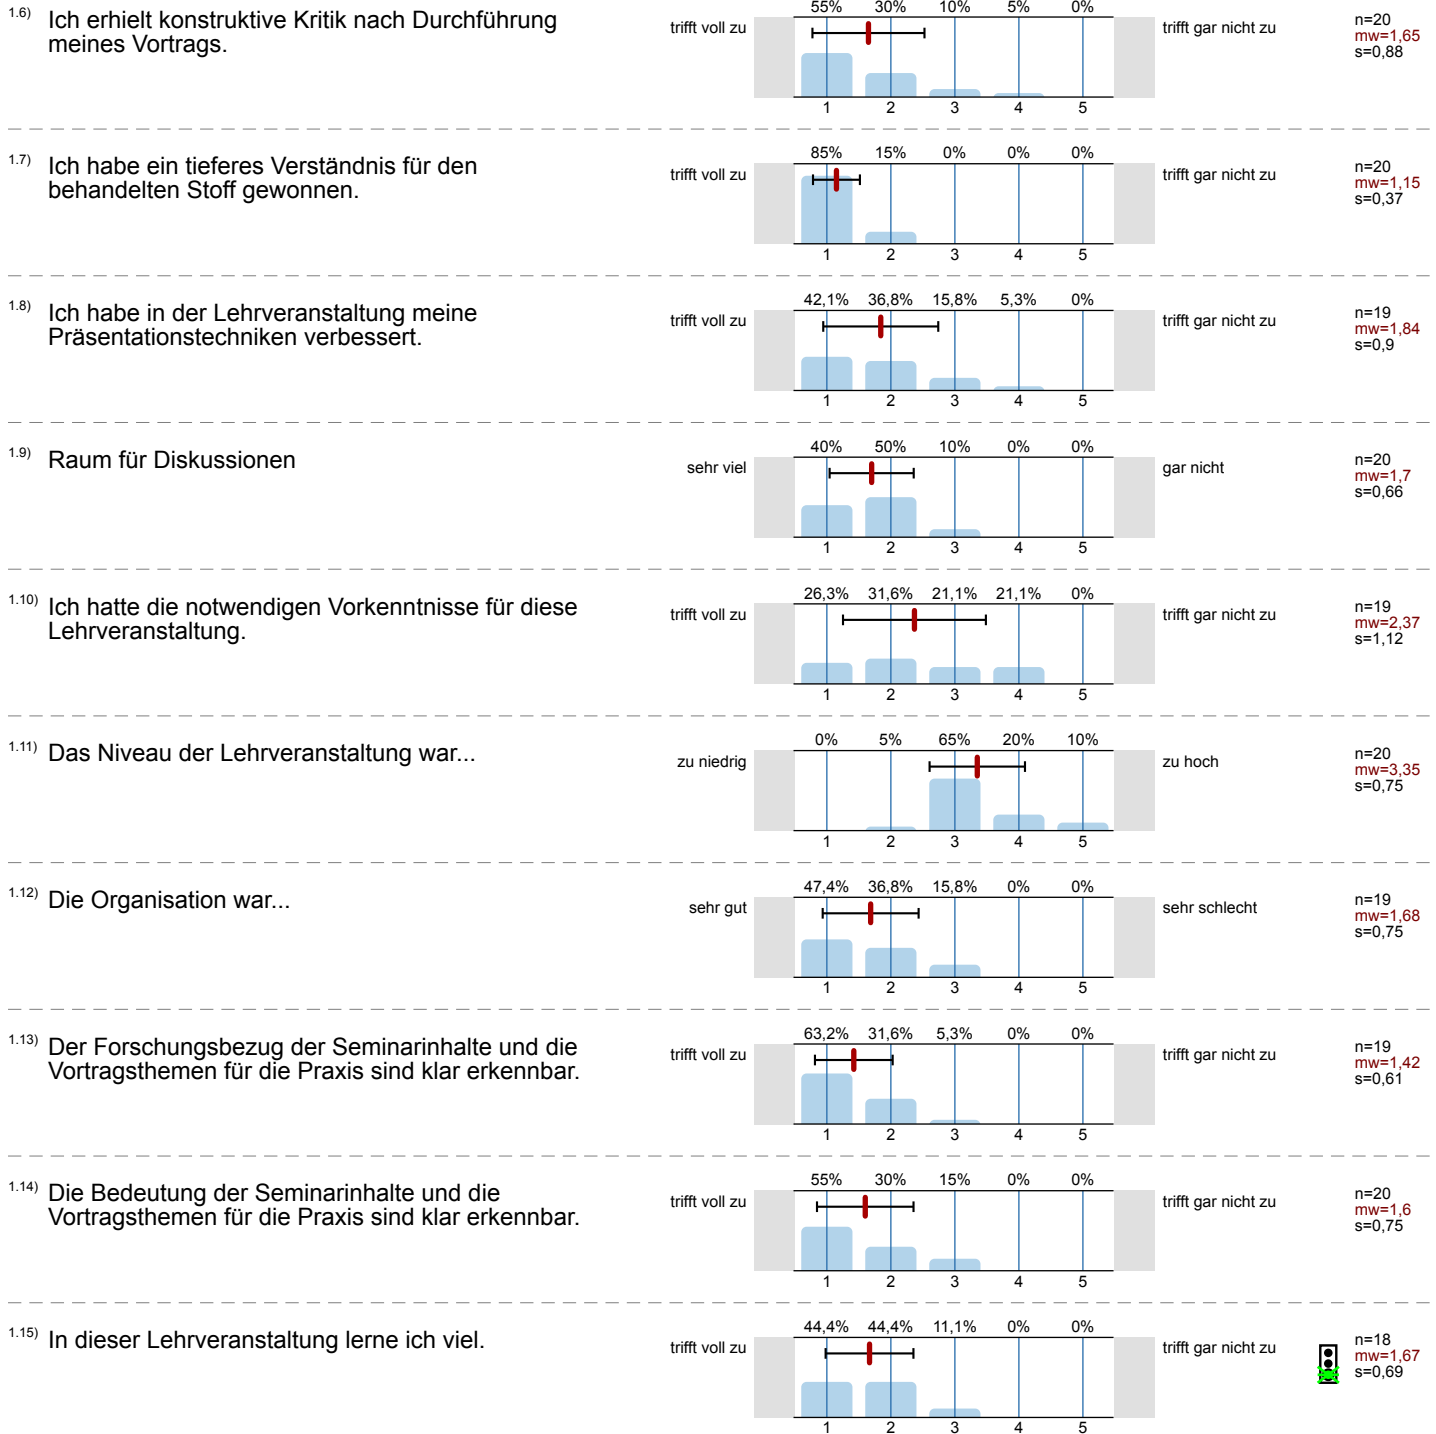 1.6) Ich erhielt konstruktive Kritik nach Durchführung
meines Vortrags.
trifft voll zu
55% 30% 10% 5% 0%
1 2 3 4 5
trifft gar nicht zu
n=20
mw=1,65
s=0,88
1.7) Ich habe ein tieferes Verständnis für den
behandelten Stoff gewonnen.
trifft voll zu
85% 15% 0% 0% 0%
1 2 3 4 5
trifft gar nicht zu
n=20
mw=1,15
s=0,37
1.8) Ich habe in der Lehrveranstaltung meine
Präsentationstechniken verbessert.
trifft voll zu
42,1% 36,8% 15,8% 5,3% 0%
1 2 3 4 5
trifft gar nicht zu
n=19
mw=1,84
s=0,9
1.9) Raum für Diskussionen
sehr viel
40% 50% 10% 0% 0%
1 2 3 4 5
gar nicht
n=20
mw=1,7
s=0,66
1.10) Ich hatte die notwendigen Vorkenntnisse für diese
Lehrveranstaltung.
trifft voll zu
26,3% 31,6% 21,1% 21,1% 0%
1 2 3 4 5
trifft gar nicht zu
n=19
mw=2,37
s=1,12
1.11) Das Niveau der Lehrveranstaltung war...
zu niedrig
0% 5% 65% 20% 10%
1 2 3 4 5
zu hoch
n=20
mw=3,35
s=0,75
1.12) Die Organisation war...
sehr gut
47,4% 36,8% 15,8% 0% 0%
1 2 3 4 5
sehr schlecht
n=19
mw=1,68
s=0,75
1.13) Der Forschungsbezug der Seminarinhalte und die
Vortragsthemen für die Praxis sind klar erkennbar.
trifft voll zu
63,2% 31,6% 5,3% 0% 0%
1 2 3 4 5
trifft gar nicht zu
n=19
mw=1,42
s=0,61
1.14) Die Bedeutung der Seminarinhalte und die
Vortragsthemen für die Praxis sind klar erkennbar.
trifft voll zu
55% 30% 15% 0% 0%
1 2 3 4 5
trifft gar nicht zu
n=20
mw=1,6
s=0,75
1.15) In dieser Lehrveranstaltung lerne ich viel.
trifft voll zu
44,4% 44,4% 11,1% 0% 0%
1 2 3 4 5
trifft gar nicht zu
n=18
mw=1,67
s=0,69